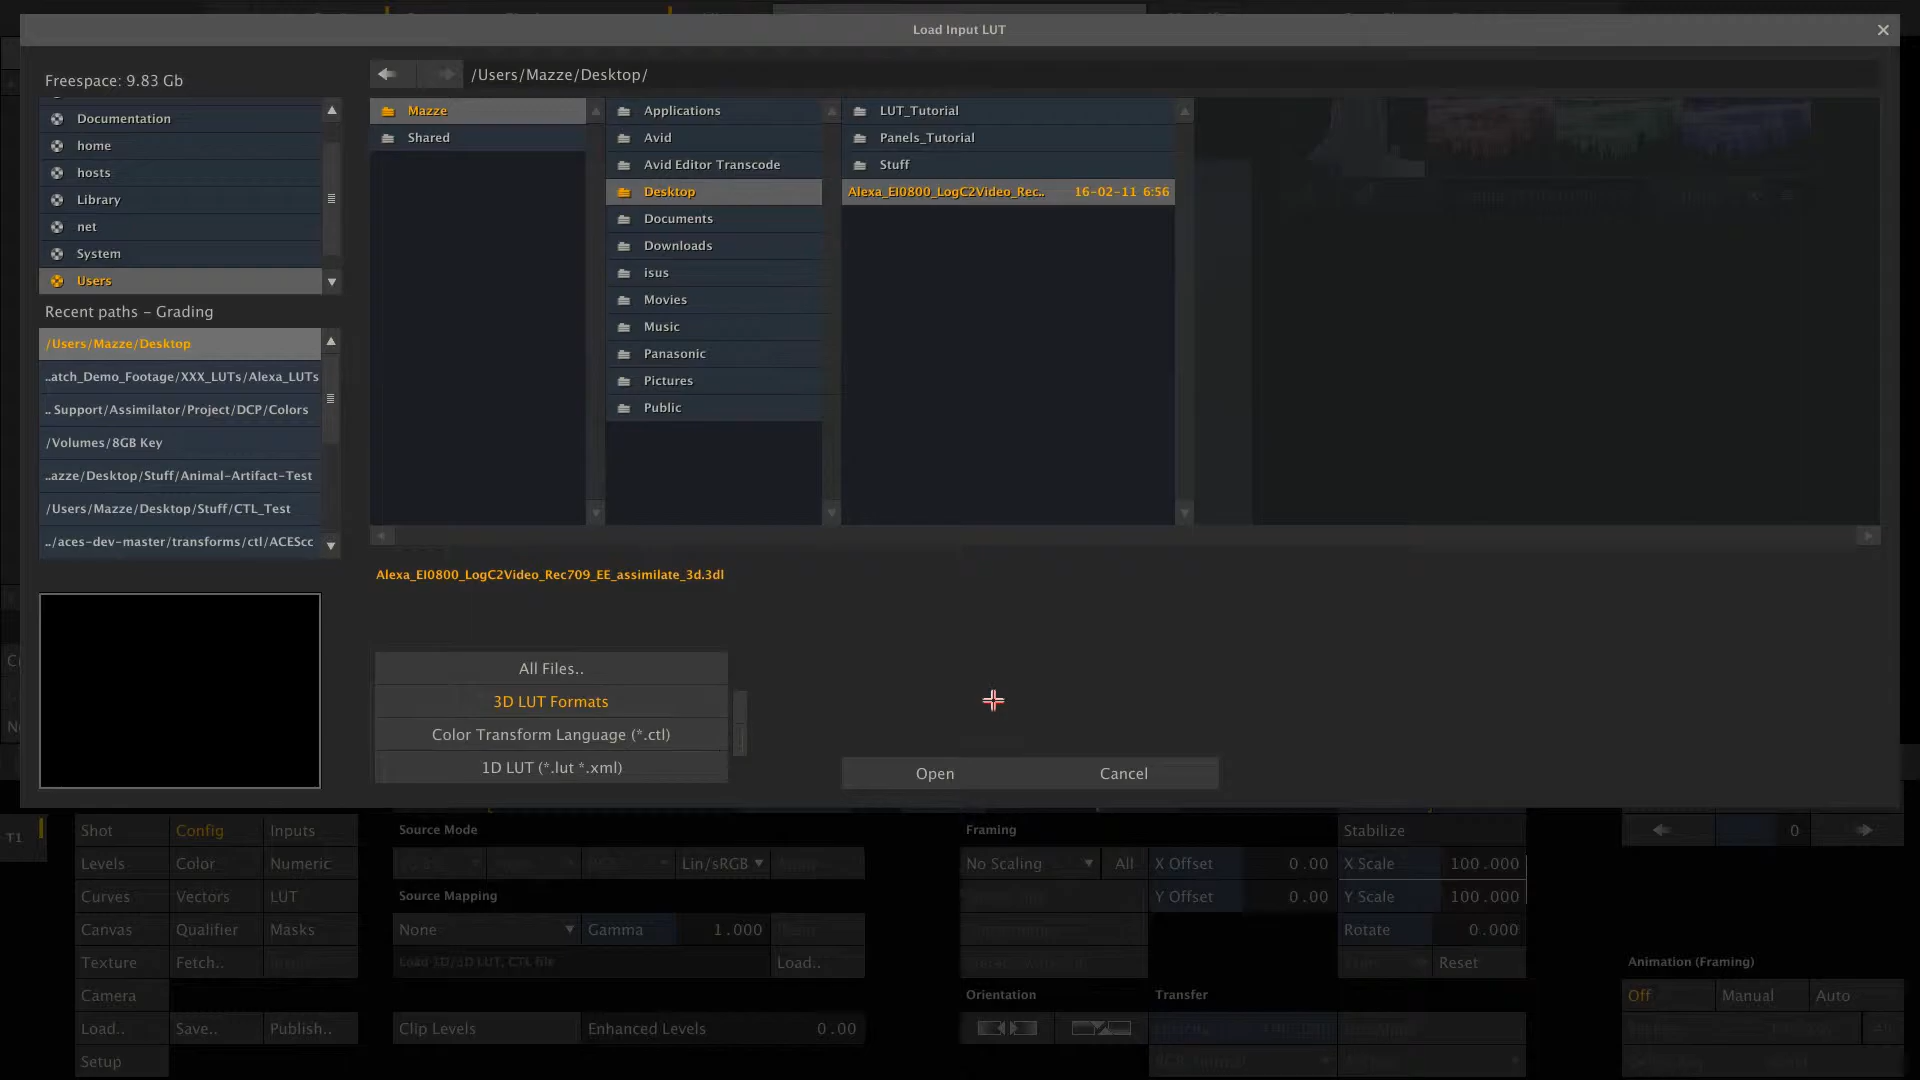 Load Input LUT
Freespace: 9.83 Gb
/Users/Mazze/Desktop/
Documentation
home
hosts
Library
net
System
Users
Mazze
Shared
Applications
Avid
Avid Editor Transcode
Desktop
Documents
Downloads
isus
Movies
Music
Panasonic
Pictures
Public
LUT_Tutorial
Panels_Tutorial
Stuff
Alexa_EI0800_LogC2Video_Rec.. 16-02-11 6:56
Recent paths - Grading
/Users/Mazze/Desktop
..atch_Demo_Footage/XXX_LUTs/Alexa_LUTs
.. Support/Assimilator/Project/DCP/Colors
/Volumes/8GB Key
..azze/Desktop/Stuff/Animal-Artifact-Test
/Users/Mazze/Desktop/Stuff/CTL_Test
../aces-dev-master/transforms/ctl/ACEScc
Alexa_EI0800_LogC2Video_Rec709_EE_assimilate_3d.3dl
All Files..
3D LUT Formats
Color Transform Language (*.ctl)
1D LUT (*.lut *.xml)
Open Cancel
T1
Shot Config Inputs
Levels Color Numeric
Curves Vectors LUT
Canvas Qualifier Masks
Texture Fetch..
Camera
Load.. Save.. Publish..
Setup
Source Mode
Lin/sRGB
Source Mapping
None Gamma 1.000
Load 1D/3D LUT, CTL file Load..
Clip Levels Enhanced Levels 0.00
Framing Stabilize
No Scaling All X Offset 0.00 X Scale 100.000
Y Offset 0.00 Y Scale 100.000
Rotate 0.000
Reset
Orientation Transfer
0
Animation (Framing)
Off Manual Auto